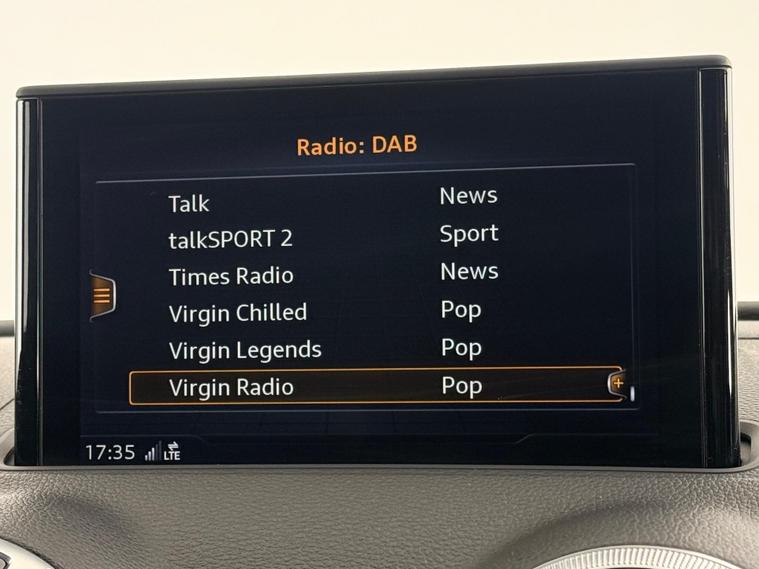 Radio: DAB
Talk News
talkSPORT 2 Sport
Times Radio News
Virgin Chilled Pop
Virgin Legends Pop
Virgin Radio Pop
17:35 LTE